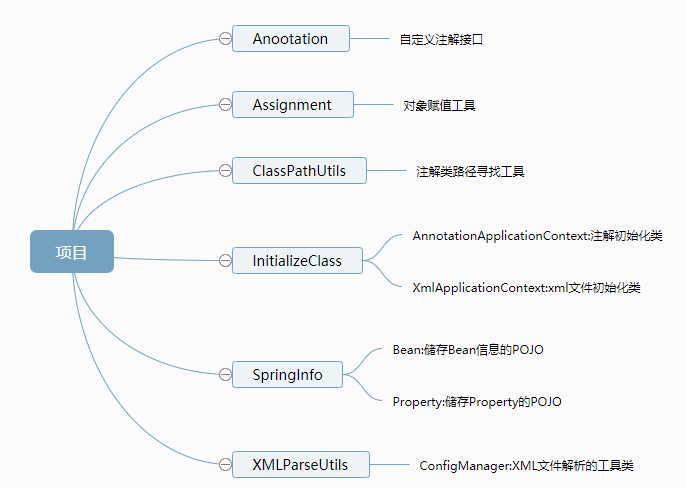 Anootation
自定义注解接口
Assignment
对象赋值工具
ClassPathUtils
注解类路径寻找工具
项目
InitializeClass
AnnotationApplicationContext:注解初始化类
XmlApplicationContext:xml文件初始化类
SpringInfo
Bean:储存Bean信息的POJO
Property:储存Property的POJO
XMLParseUtils
ConfigManager:XML文件解析的工具类